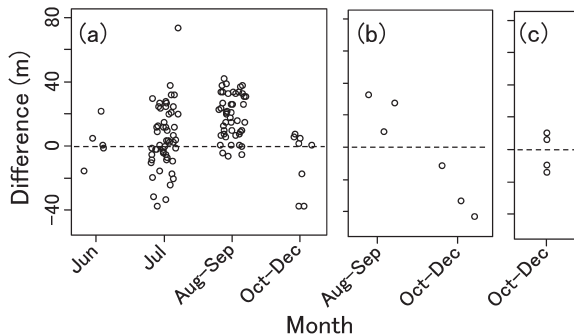 (a)
(b)
(c)
Difference (m)
80
40
0
-40
Jun
Jul
Aug-Sep
Oct-Dec
Aug-Sep
Oct-Dec
Oct-Dec
Month